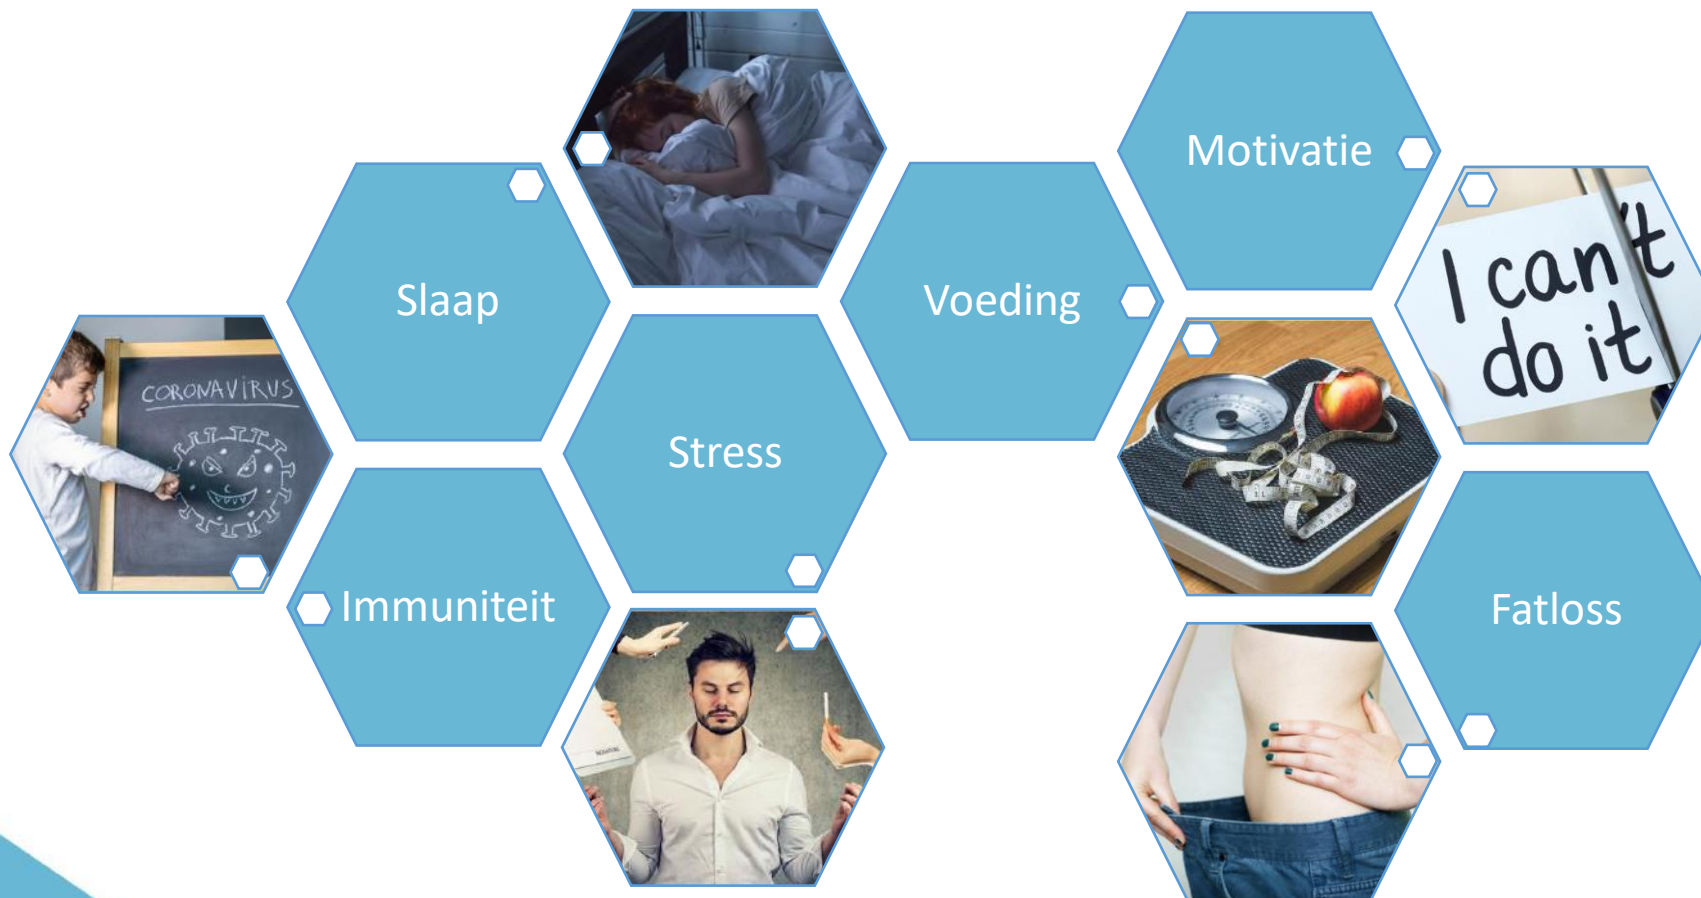 Motivatie
Slaap
Voeding
I can't
do it
CORONAVIRUS
Stress
Immuniteit
Fatloss